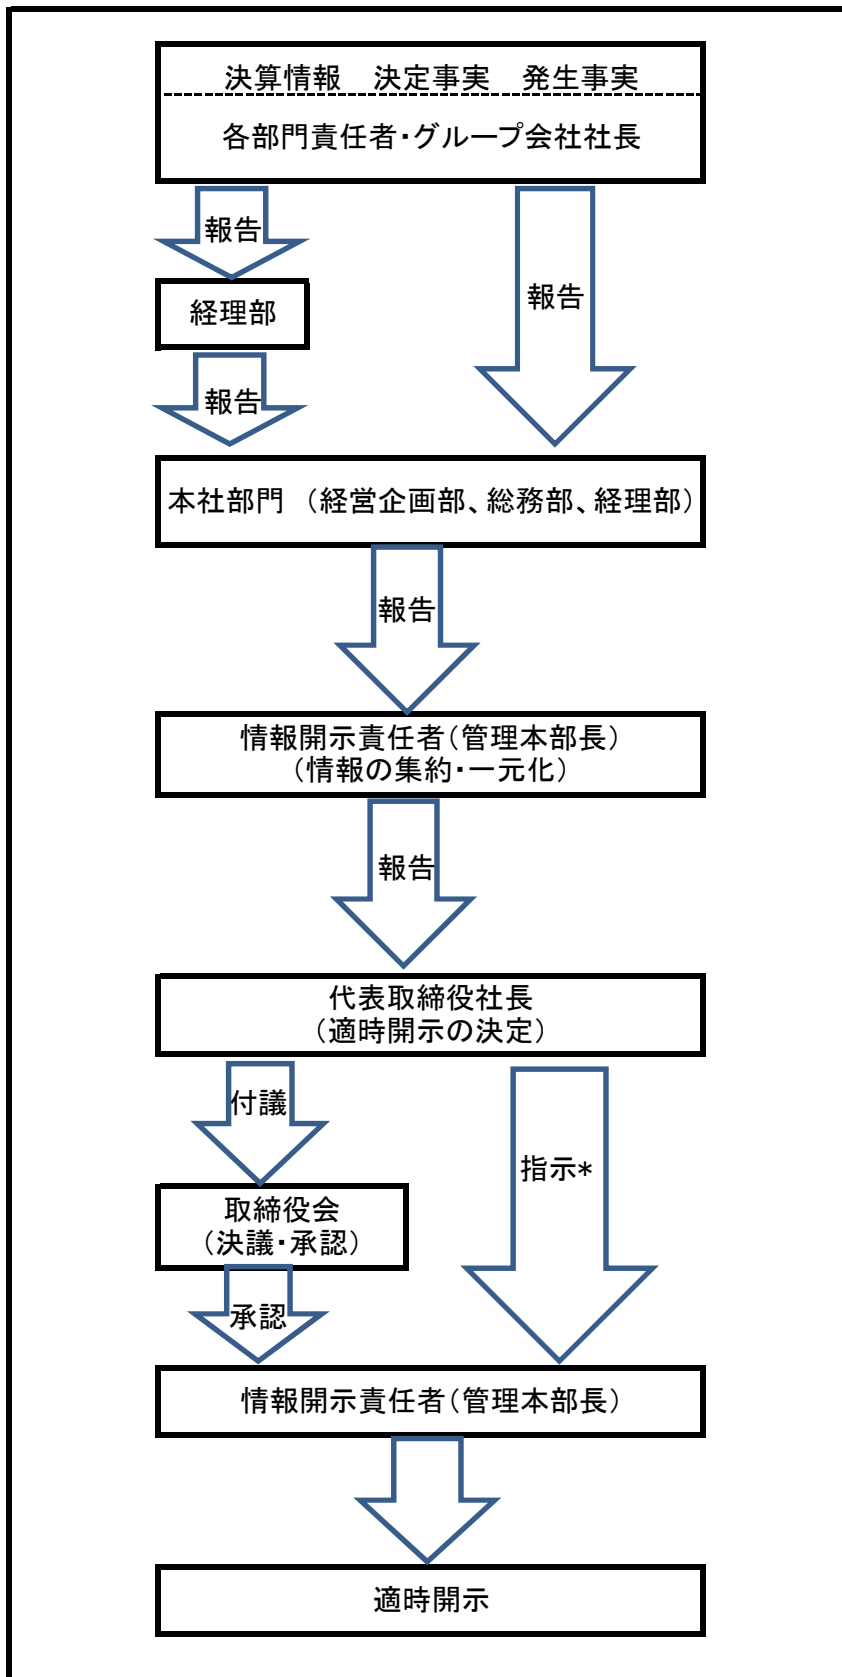 決算情報　決定事実　発生事実
各部門責任者・グループ会社社長
報告
報告
経理部
報告
本社部門　（経営企画部、総務部、経理部）
報告
情報開示責任者（管理本部長）
（情報の集約・一元化）
報告
代表取締役社長
（適時開示の決定）
付議
指示*
取締役会
（決議・承認）
承認
情報開示責任者（管理本部長）
適時開示